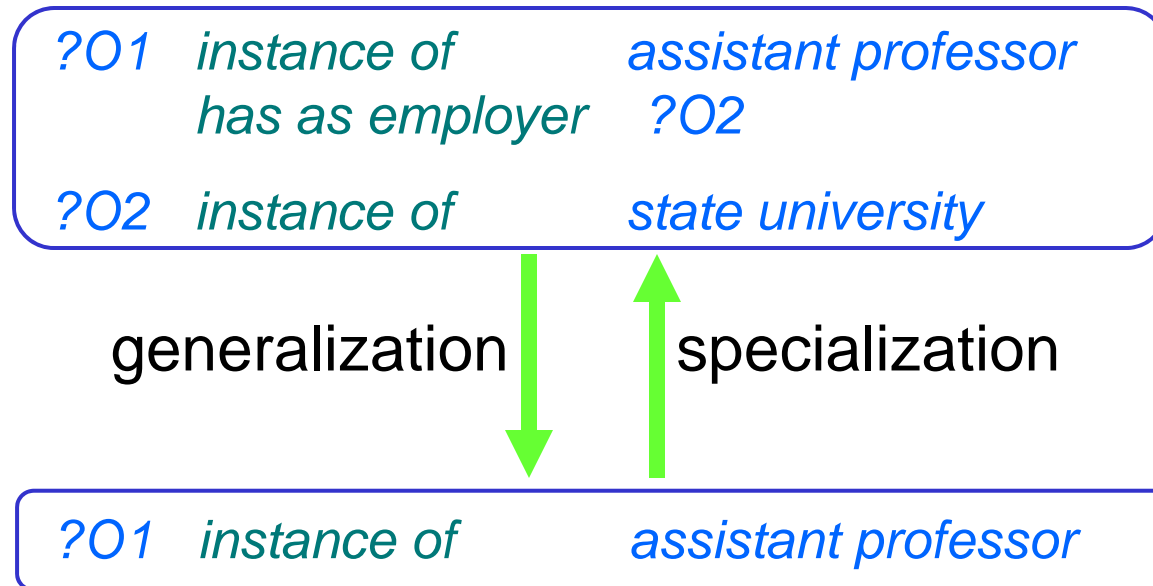 ?O1 instance of assistant professor
has as employer ?O2
?O2 instance of state university
generalization specialization
?O1 instance of assistant professor